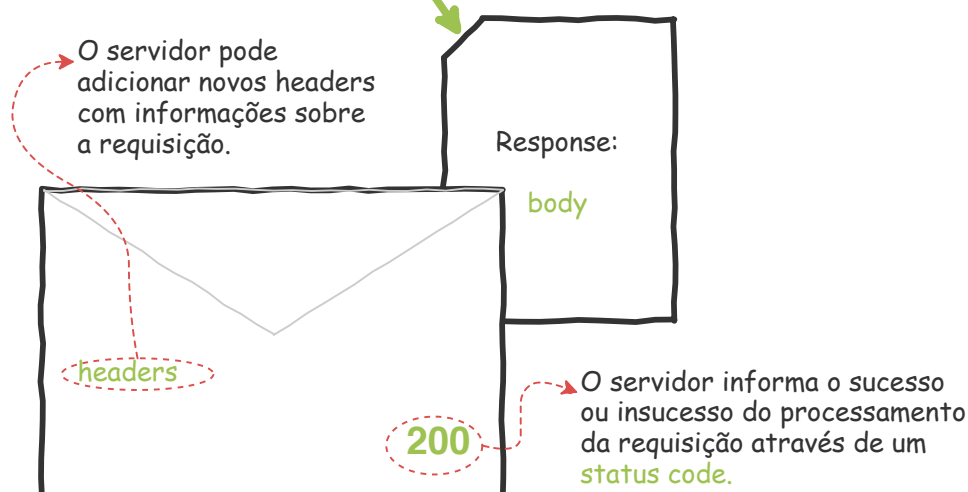 O servidor pode
adicionar novos headers
com informações sobre
a requisição.
Response:
body
headers
200
O servidor informa o sucesso
ou insucesso do processamento
da requisição através de um
status code.